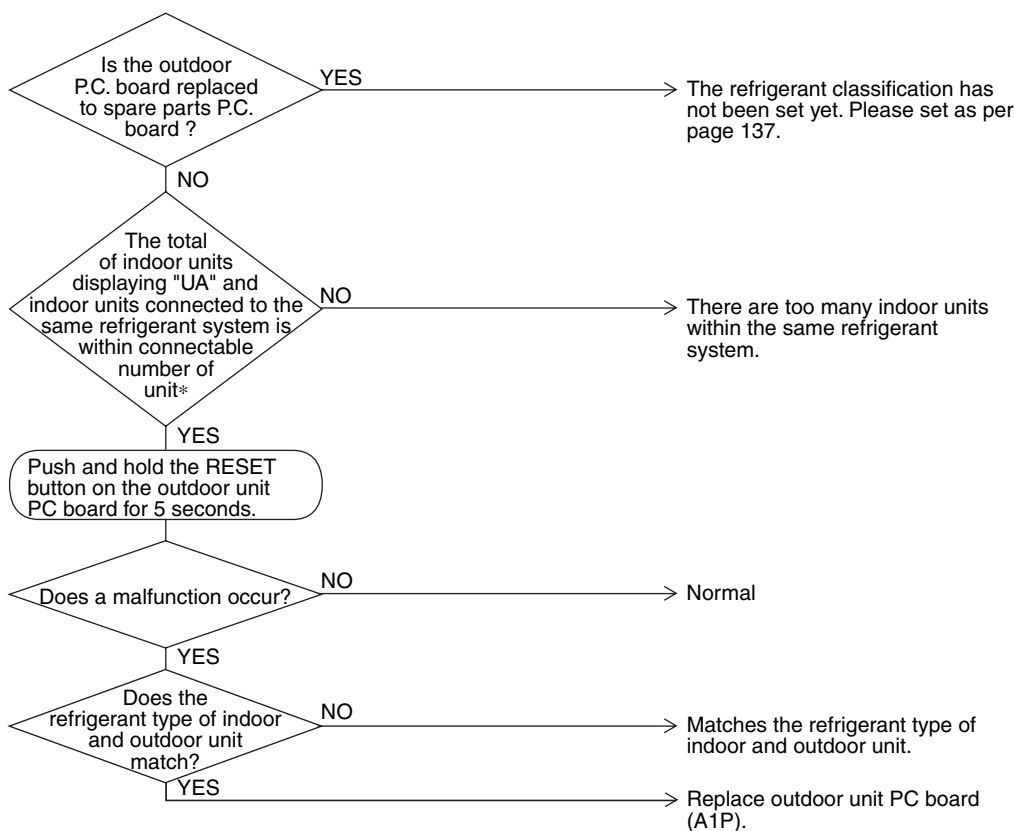 Is the outdoor
P.C. board replaced
to spare parts P.C.
board ?
YES
The refrigerant classification has
not been set yet. Please set as per
page 137.
NO
The total
of indoor units
displaying "UA" and
indoor units connected to the
same refrigerant system is
within connectable
number of
unit*
NO
There are too many indoor units
within the same refrigerant
system.
YES
Push and hold the RESET
button on the outdoor unit
PC board for 5 seconds.
Does a malfunction occur?
NO
Normal
YES
Does the
refrigerant type of indoor
and outdoor unit
match?
NO
Matches the refrigerant type of
indoor and outdoor unit.
YES
Replace outdoor unit PC board
(A1P).